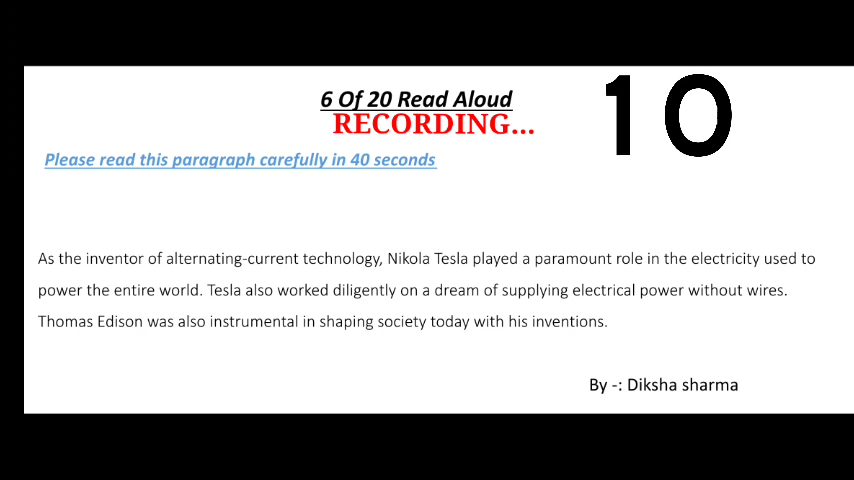 6 Of 20 Read Aloud
10
RECORDING...
Please read this paragraph carefully in 40 seconds
As the inventor of alternating-current technology, Nikola Tesla played a paramount role in the electricity used to
power the entire world. Tesla also worked diligently on a dream of supplying electrical power without wires.
Thomas Edison was also instrumental in shaping society today with his inventions.
By -: Diksha sharma